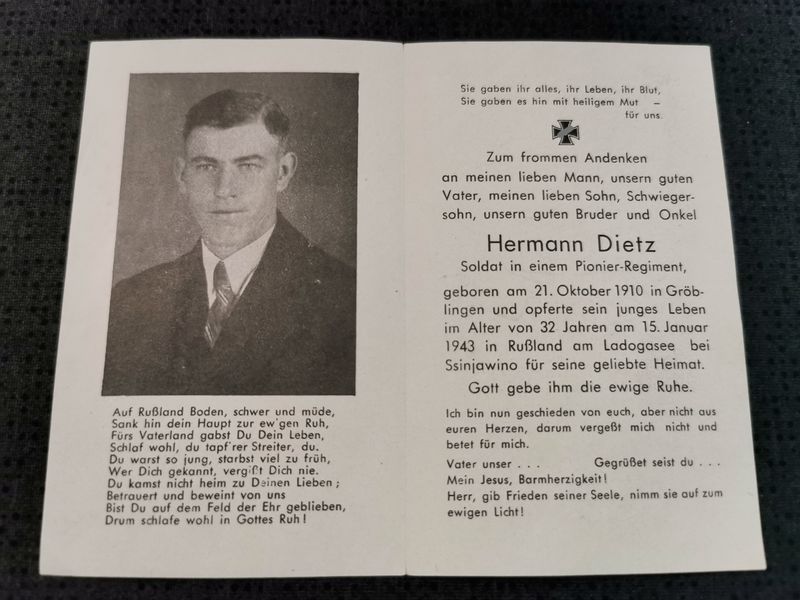 Auf Rußland Boden, schwer und müde,
Sank hin dein Haupt zur ew'gen Ruh,
Fürs Vaterland gabst Du Dein Leben,
Schlaf wohl, du tapf'rer Streiter, du.
Du warst so jung, starbst viel zu früh,
Wer Dich gekannt, vergißt Dich nie.
Du kamst nicht heim zu Deinen Lieben;
Betrauert und beweint von uns
Bist Du auf dem Feld der Ehr geblieben,
Drum schlafe wohl in Gottes Ruh!
Sie gaben ihr alles, ihr Leben, ihr Blut,
Sie gaben es hin mit heiligem Mut –
für uns.
Zum frommen Andenken
an meinen lieben Mann, unsern guten
Vater, meinen lieben Sohn, Schwieger-
sohn, unsern guten Bruder und Onkel
Hermann Dietz
Soldat in einem Pionier-Regiment,
geboren am 21. Oktober 1910 in Gröb-
lingen und opferte sein junges Leben
im Alter von 32 Jahren am 15. Januar
1943 in Rußland am Ladogasee bei
Ssinjawino für seine geliebte Heimat.
Gott gebe ihm die ewige Ruhe.
Ich bin nun geschieden von euch, aber nicht aus
euren Herzen, darum vergeßt mich nicht und
betet für mich.
Vater unser . . . Gegrüßet seist du . . .
Mein Jesus, Barmherzigkeit!
Herr, gib Frieden seiner Seele, nimm sie auf zum
ewigen Licht!